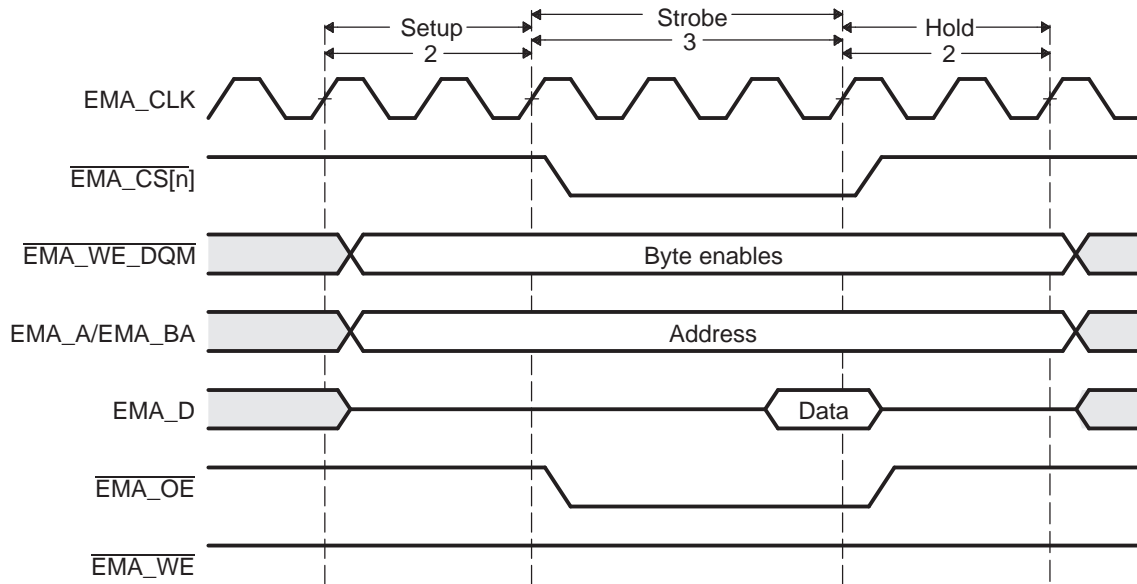 Setup
Strobe
Hold
2
3
2
EMA_CLK
EMA_CS[n]
EMA_WE_DQM
Byte enables
EMA_A/EMA_BA
Address
EMA_D
Data
EMA_OE
EMA_WE